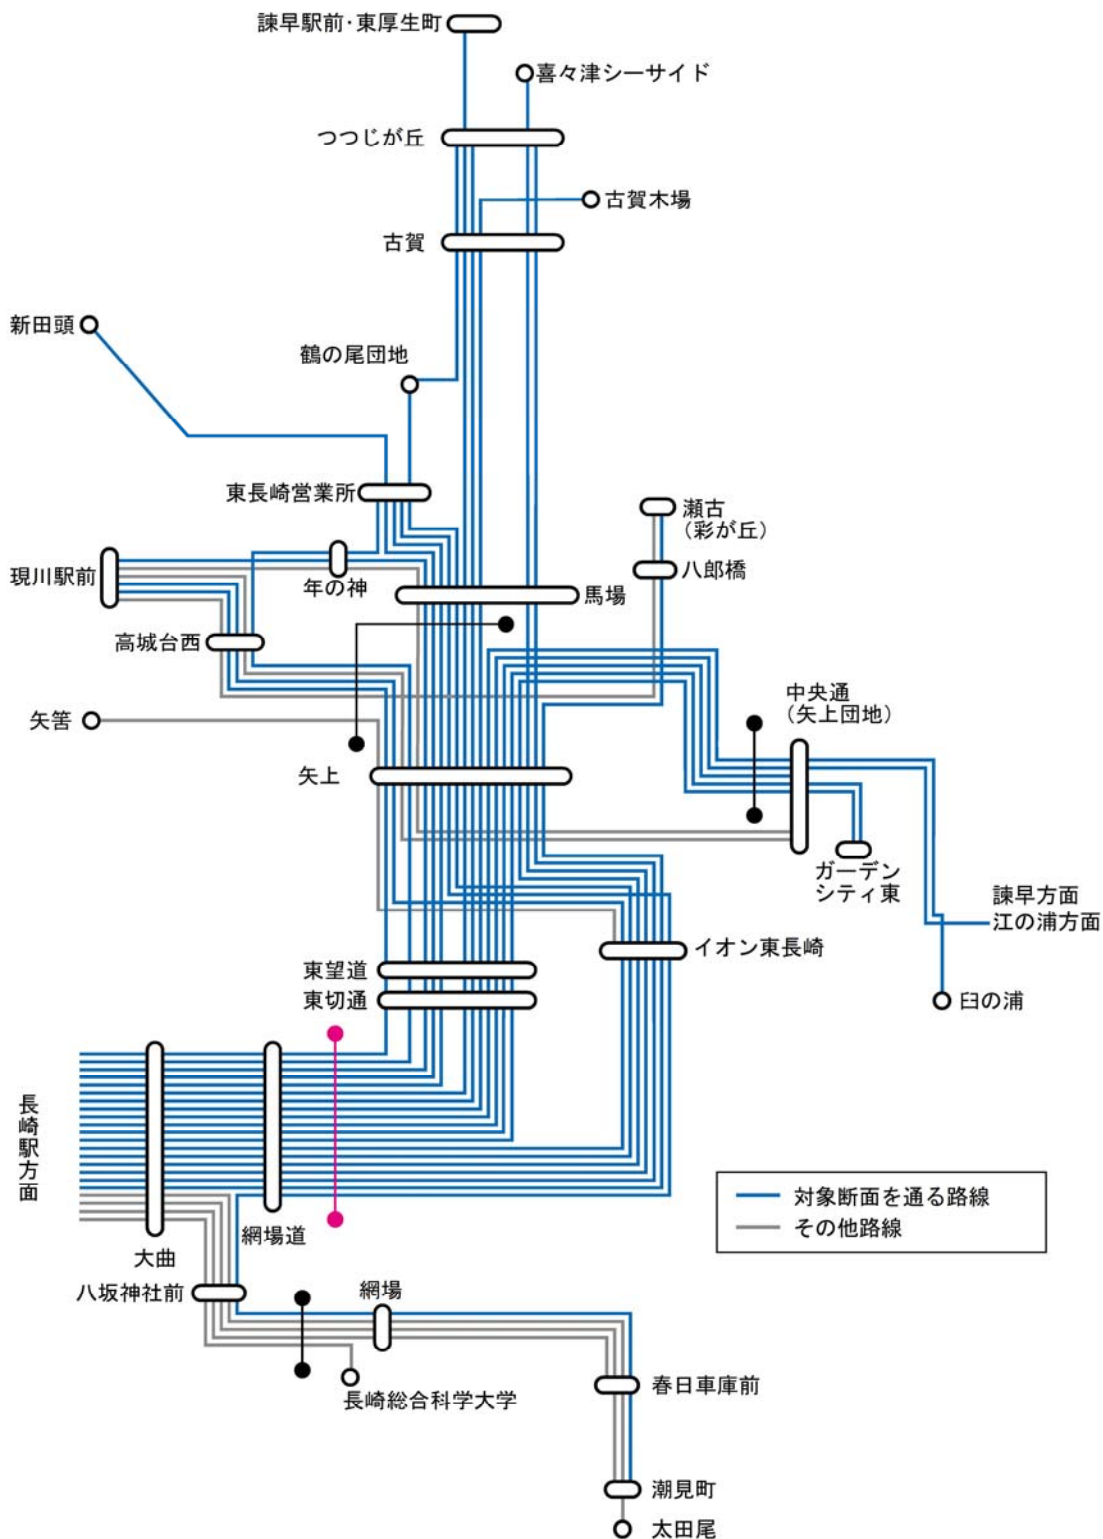 諫早駅前・東厚生町
喜々津シーサイド
つつじが丘
古賀木場
古賀
新田頭
鶴の尾団地
東長崎営業所
瀬古
(彩が丘)
八郎橋
現川駅前
年の神
馬場
高城台西
中央通
(矢上団地)
矢筈
矢上
ガーデン
シティ東
諫早方面
江の浦方面
イオン東長崎
東望道
東切通
臼の浦
長崎駅方面
対象断面を通る路線
その他路線
網場道
大曲
八坂神社前
網場
春日車庫前
長崎総合科学大学
潮見町
太田尾